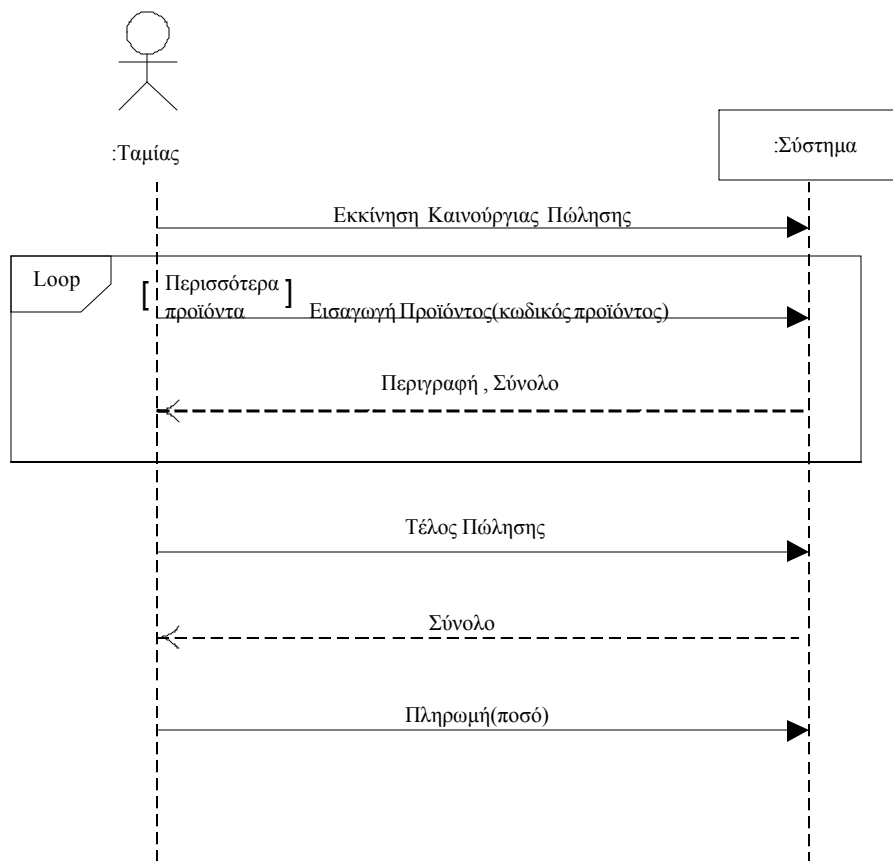 :Ταμίας
:Σύστημα
Εκκίνηση Καινούργιας Πώλησης
Loop
[ Περισσότερα
προϊόντα ]
Εισαγωγή Προϊόντος(κωδικός προϊόντος)
Περιγραφή , Σύνολο
Τέλος Πώλησης
Σύνολο
Πληρωμή(ποσό)